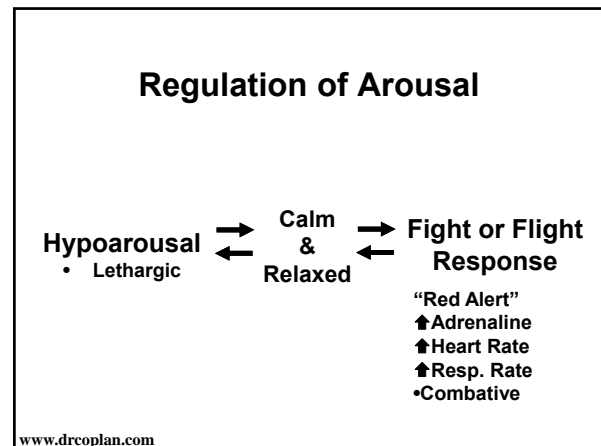 Regulation of Arousal
Hypoarousal
• Lethargic
Calm
&
Relaxed
Fight or Flight
Response
“Red Alert”
🡅Adrenaline
🡅Heart Rate
🡅Resp. Rate
•Combative
www.drcoplan.com